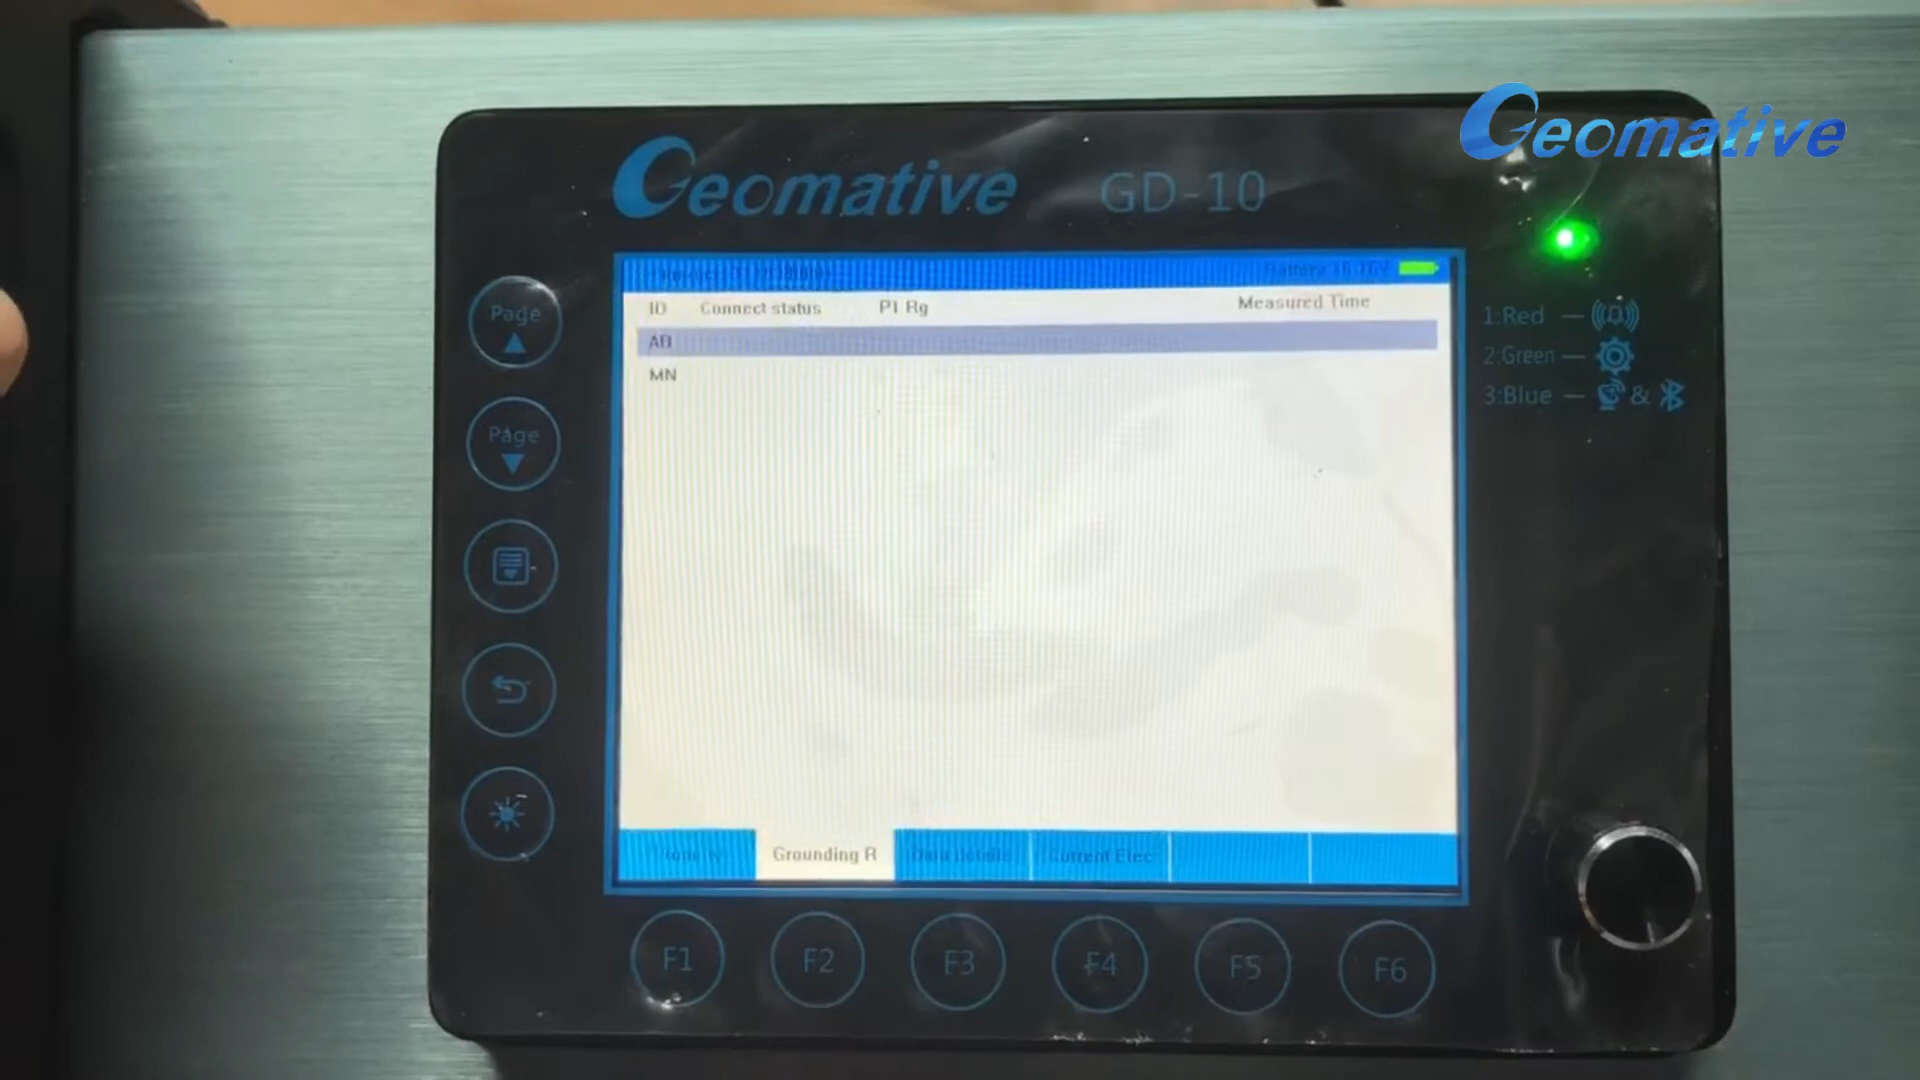 Geomative
Geomative GD-10
Battery
ID Connect status P1 Rg Measured Time
AB
MN
Page
Page
1:Red —
2:Green —
3:Blue — &
Grounding R Data details Current Elec
F1 F2 F3 F4 F5 F6